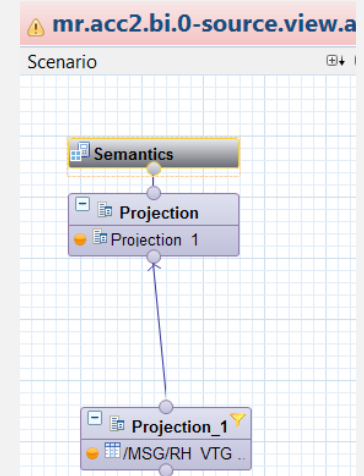 mr.acc2.bi.0-source.view.a
Scenario
Semantics
Projection
Projection_1
Projection_1
/MSG/RH_VTG ..